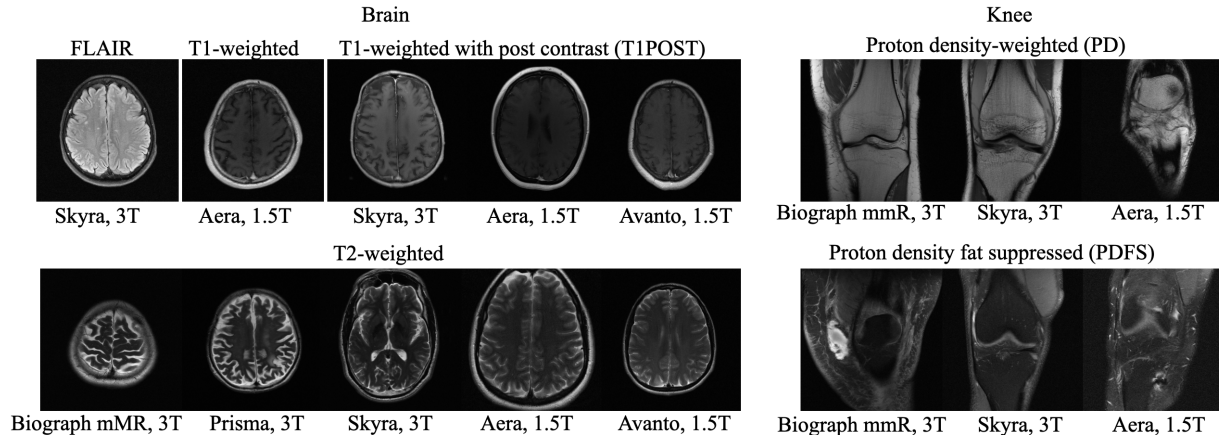 Brain
FLAIR
T1-weighted
T1-weighted with post contrast (T1POST)
Skyra, 3T
Aera, 1.5T
Skyra, 3T
Aera, 1.5T
Avanto, 1.5T
T2-weighted
Biograph mMR, 3T
Prisma, 3T
Skyra, 3T
Aera, 1.5T
Avanto, 1.5T
Knee
Proton density-weighted (PD)
Biograph mmR, 3T
Skyra, 3T
Aera, 1.5T
Proton density fat suppressed (PDFS)
Biograph mmR, 3T
Skyra, 3T
Aera, 1.5T